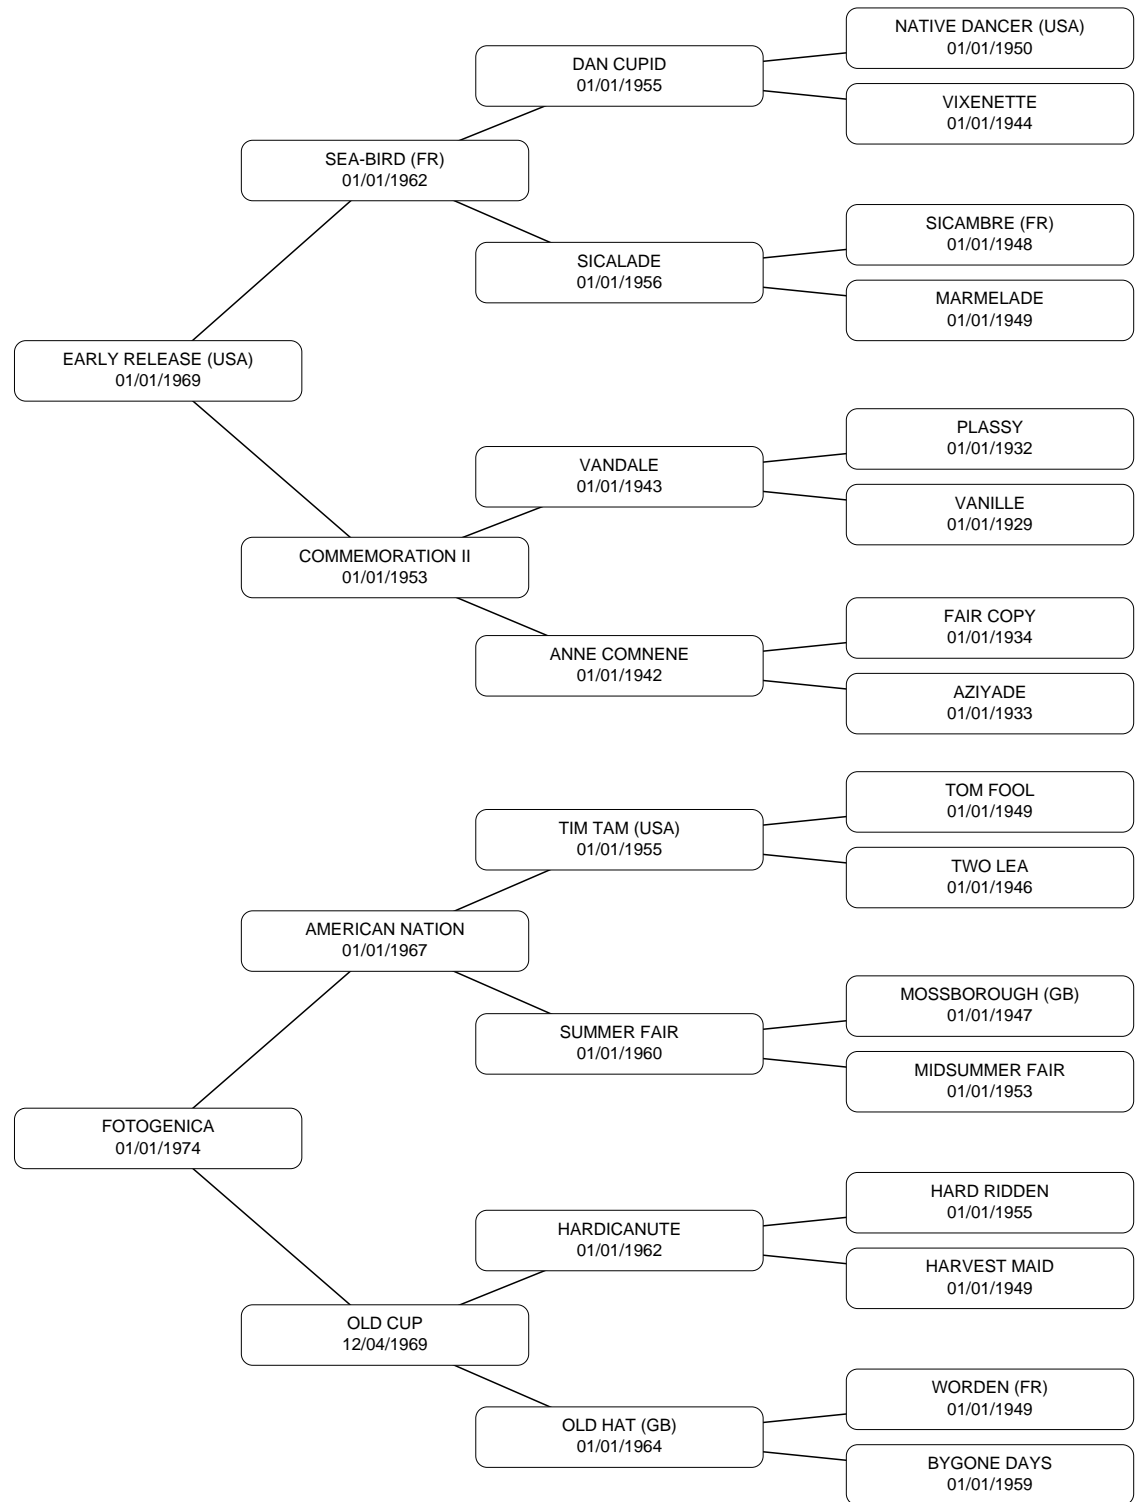 NATIVE DANCER (USA)
01/01/1950
DAN CUPID
01/01/1955
VIXENETTE
01/01/1944
SEA-BIRD (FR)
01/01/1962
SICAMBRE (FR)
01/01/1948
SICALADE
01/01/1956
MARMELADE
01/01/1949
EARLY RELEASE (USA)
01/01/1969
PLASSY
01/01/1932
VANDALE
01/01/1943
VANILLE
01/01/1929
COMMEMORATION II
01/01/1953
FAIR COPY
01/01/1934
ANNE COMNENE
01/01/1942
AZIYADE
01/01/1933
TOM FOOL
01/01/1949
TIM TAM (USA)
01/01/1955
TWO LEA
01/01/1946
AMERICAN NATION
01/01/1967
MOSSBOROUGH (GB)
01/01/1947
SUMMER FAIR
01/01/1960
MIDSUMMER FAIR
01/01/1953
FOTOGENICA
01/01/1974
HARD RIDDEN
01/01/1955
HARDICANUTE
01/01/1962
HARVEST MAID
01/01/1949
OLD CUP
12/04/1969
WORDEN (FR)
01/01/1949
OLD HAT (GB)
01/01/1964
BYGONE DAYS
01/01/1959